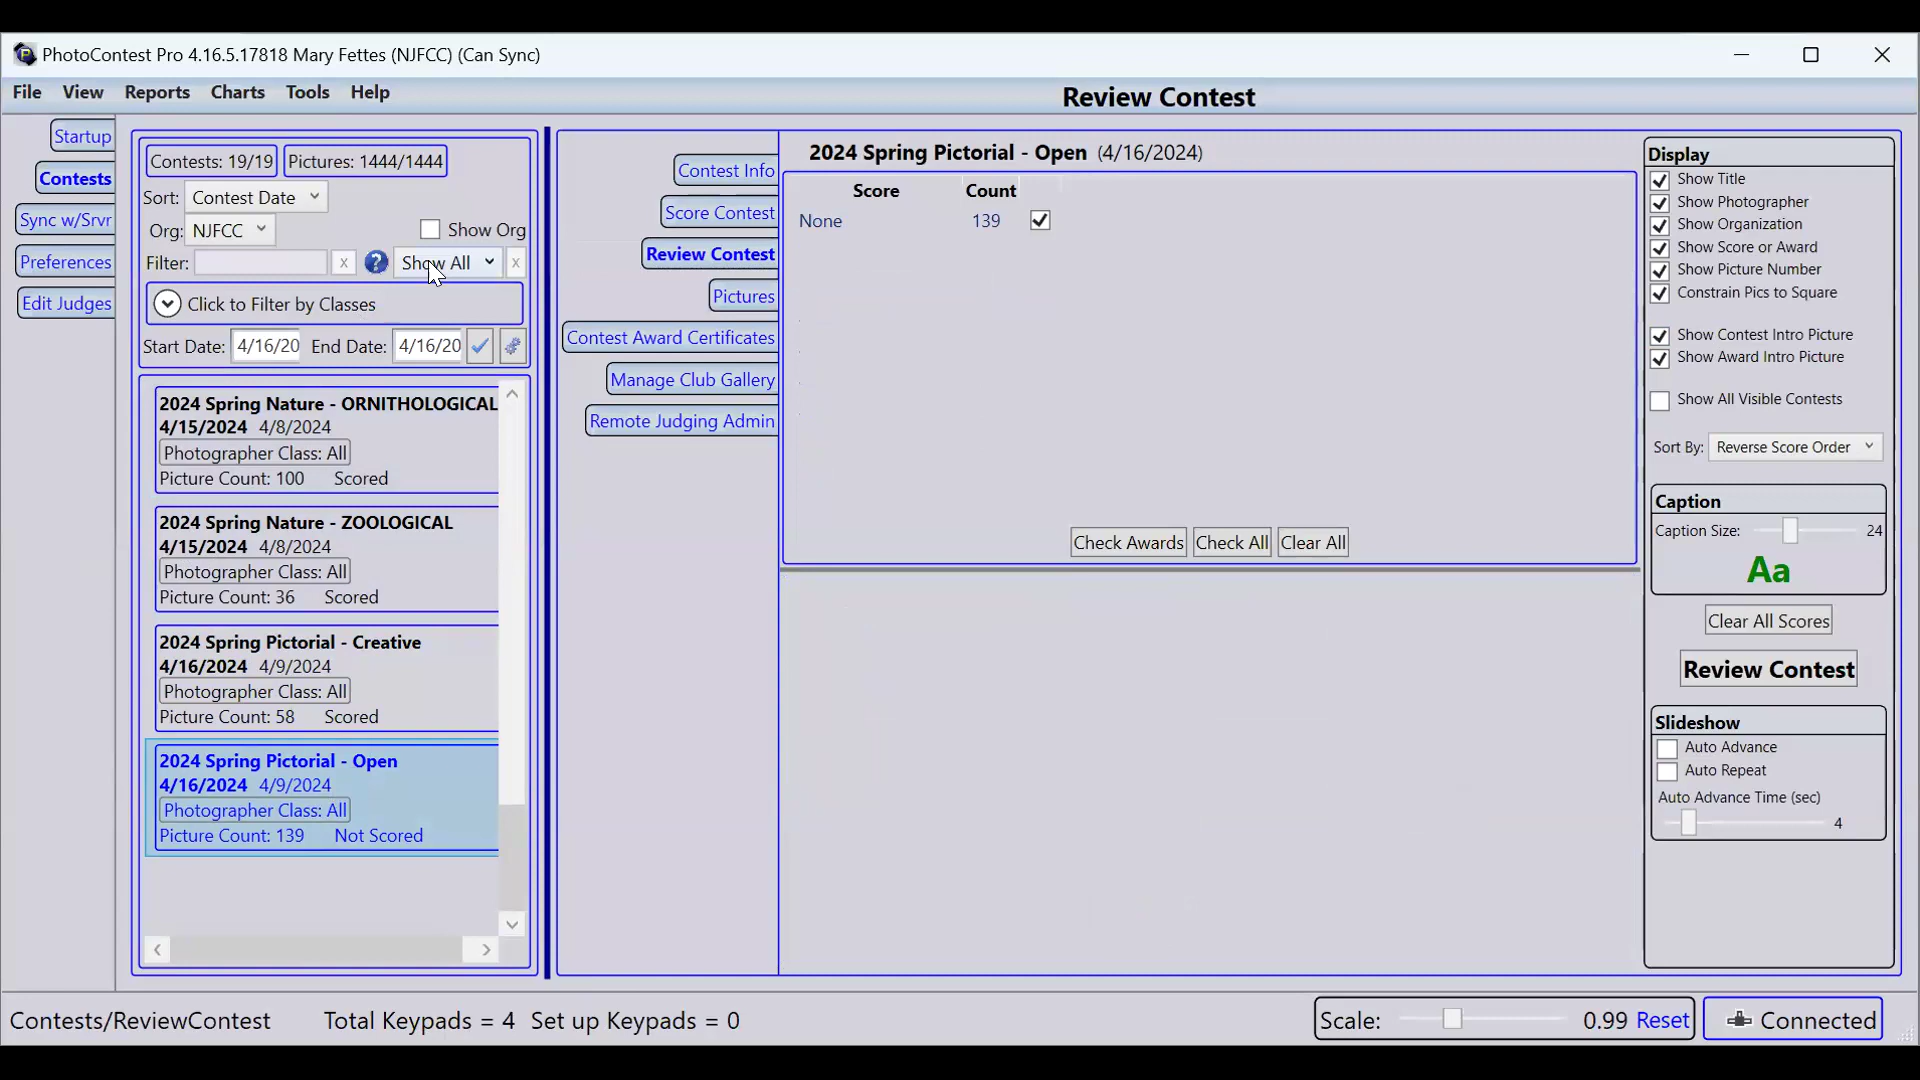 PhotoContest Pro 4.16.5.17818 Mary Fettes (NJFCC) (Can Sync)
File View Reports Charts Tools Help
Review Contest
Startup
Contests
Sync w/Srvr
Preferences
Edit Judges
Contests: 19/19 Pictures: 1444/1444
Sort: Contest Date
Org: NJFCC Show Org
Filter: x ? Show All x
Click to Filter by Classes
Start Date: 4/16/20 End Date: 4/16/20
2024 Spring Nature - ORNITHOLOGICAL
4/15/2024 4/8/2024
Photographer Class: All
Picture Count: 100 Scored
2024 Spring Nature - ZOOLOGICAL
4/15/2024 4/8/2024
Photographer Class: All
Picture Count: 36 Scored
2024 Spring Pictorial - Creative
4/16/2024 4/9/2024
Photographer Class: All
Picture Count: 58 Scored
2024 Spring Pictorial - Open
4/16/2024 4/9/2024
Photographer Class: All
Picture Count: 139 Not Scored
Contest Info
Score Contest
Review Contest
Pictures
Contest Award Certificates
Manage Club Gallery
Remote Judging Admin
2024 Spring Pictorial - Open (4/16/2024)
Score Count
None 139
Check Awards Check All Clear All
Display
Show Title
Show Photographer
Show Organization
Show Score or Award
Show Picture Number
Constrain Pics to Square
Show Contest Intro Picture
Show Award Intro Picture
Show All Visible Contests
Sort By: Reverse Score Order
Caption
Caption Size: 24
Aa
Clear All Scores
Review Contest
Slideshow
Auto Advance
Auto Repeat
Auto Advance Time (sec)
4
Contests/ReviewContest Total Keypads = 4 Set up Keypads = 0
Scale: 0.99 Reset Connected